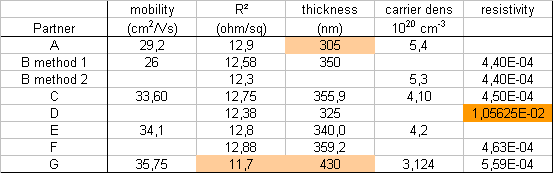 mobility R² thickness carrier dens resistivity
Partner (cm²/Vs) (ohm/sq) (nm) 10²⁰ cm⁻³
A 29,2 12,9 305 5,4
B method 1 26 12,58 350 4,40E-04
B method 2 12,3 5,3 4,40E-04
C 33,60 12,75 355,9 4,10 4,50E-04
D 12,38 325 1,05625E-02
E 34,1 12,8 340,0 4,2
F 12,88 359,2 4,63E-04
G 35,75 11,7 430 3,124 5,59E-04